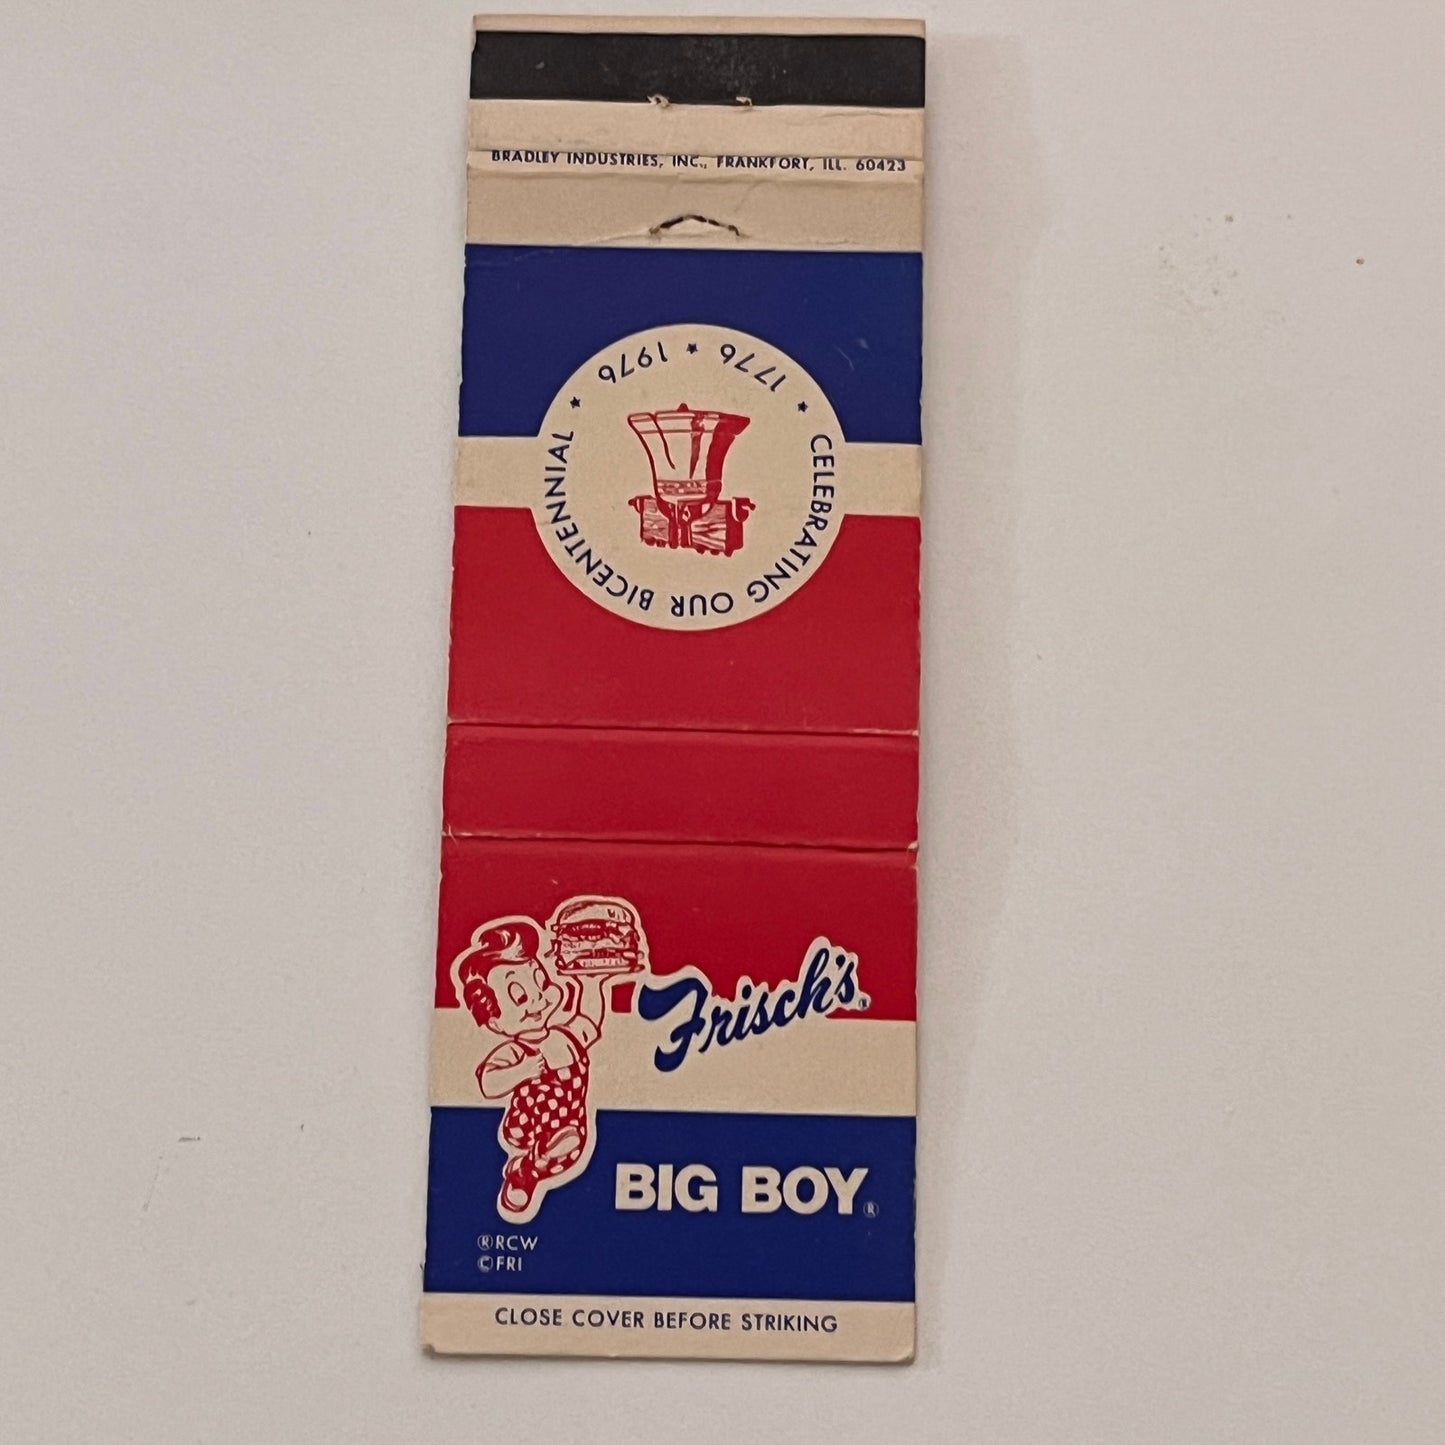 BRADLEY INDUSTRIES, INC., FRANKFORT, ILL. 60423
1776 ★ 1976
★ CELEBRATING OUR BICENTENNIAL ★
Frisch's®
BIG BOY®
®RCW
©FRI
CLOSE COVER BEFORE STRIKING